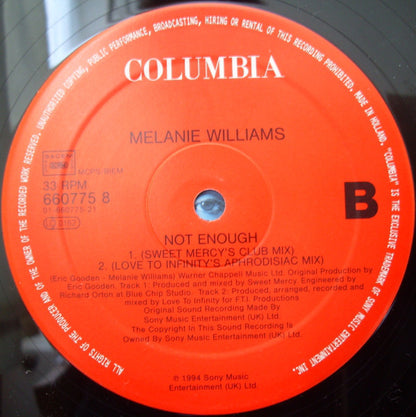 UNAUTHORIZED COPYING, PUBLIC PERFORMANCE, BROADCASTING, HIRING OR RENTAL OF THIS RECORDING PROHIBITED. MADE IN HOLLAND. "COLUMBIA" IS THE EXCLUSIVE TRADEMARK OF SONY MUSIC ENTERTAINMENT INC.
ALL RIGHTS OF THE PRODUCER AND OF THE OWNER OF THE RECORDED WORK RESERVED.
COLUMBIA
MELANIE WILLIAMS
33 RPM
660775 8
01-660775-21
B
NOT ENOUGH
1. (SWEET MERCY'S CLUB MIX)
2. (LOVE TO INFINITY'S APHRODISIAC MIX)
(Eric Gooden - Melanie Williams) Warner Chappell Music Ltd. Original Production by
Eric Gooden. Track 1: Produced and mixed by Sweet Mercy. Engineered by
Richard Orton at Blue Chip Studio. Track 2: Produced, arranged, recorded and
mixed by Love To Infinity for FTI. Productions
Original Sound Recording Made By
Sony Music Entertainment (UK) Ltd.
The Copyright In This Sound Recording Is
Owned By Sony Music Entertainment (UK) Ltd.
℗ 1994 Sony Music
Entertainment (UK) Ltd.